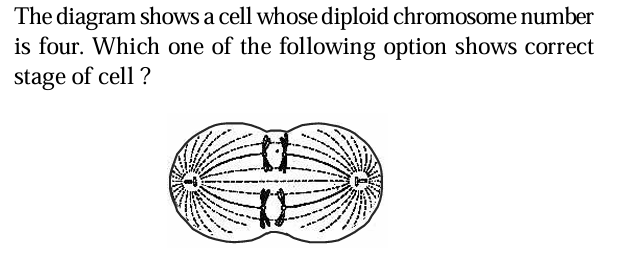 The diagram shows a cell whose diploid chromosome number
is four. Which one of the following option shows correct
stage of cell ?